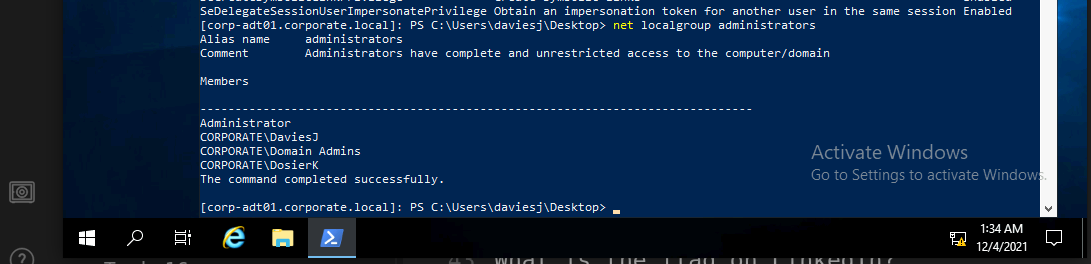 SeDelegateSessionUserImpersonatePrivilege Obtain an impersonation token for another user in the same session Enabled
[corp-adt01.corporate.local]: PS C:\Users\daviesj\Desktop> net localgroup administrators
Alias name     administrators
Comment        Administrators have complete and unrestricted access to the computer/domain
Members
-------------------------------------------------------------------------------
Administrator
CORPORATE\DaviesJ
CORPORATE\Domain Admins
CORPORATE\DosierK
The command completed successfully.
[corp-adt01.corporate.local]: PS C:\Users\daviesj\Desktop>
Activate Windows
Go to Settings to activate Windows.
1:34 AM
12/4/2021